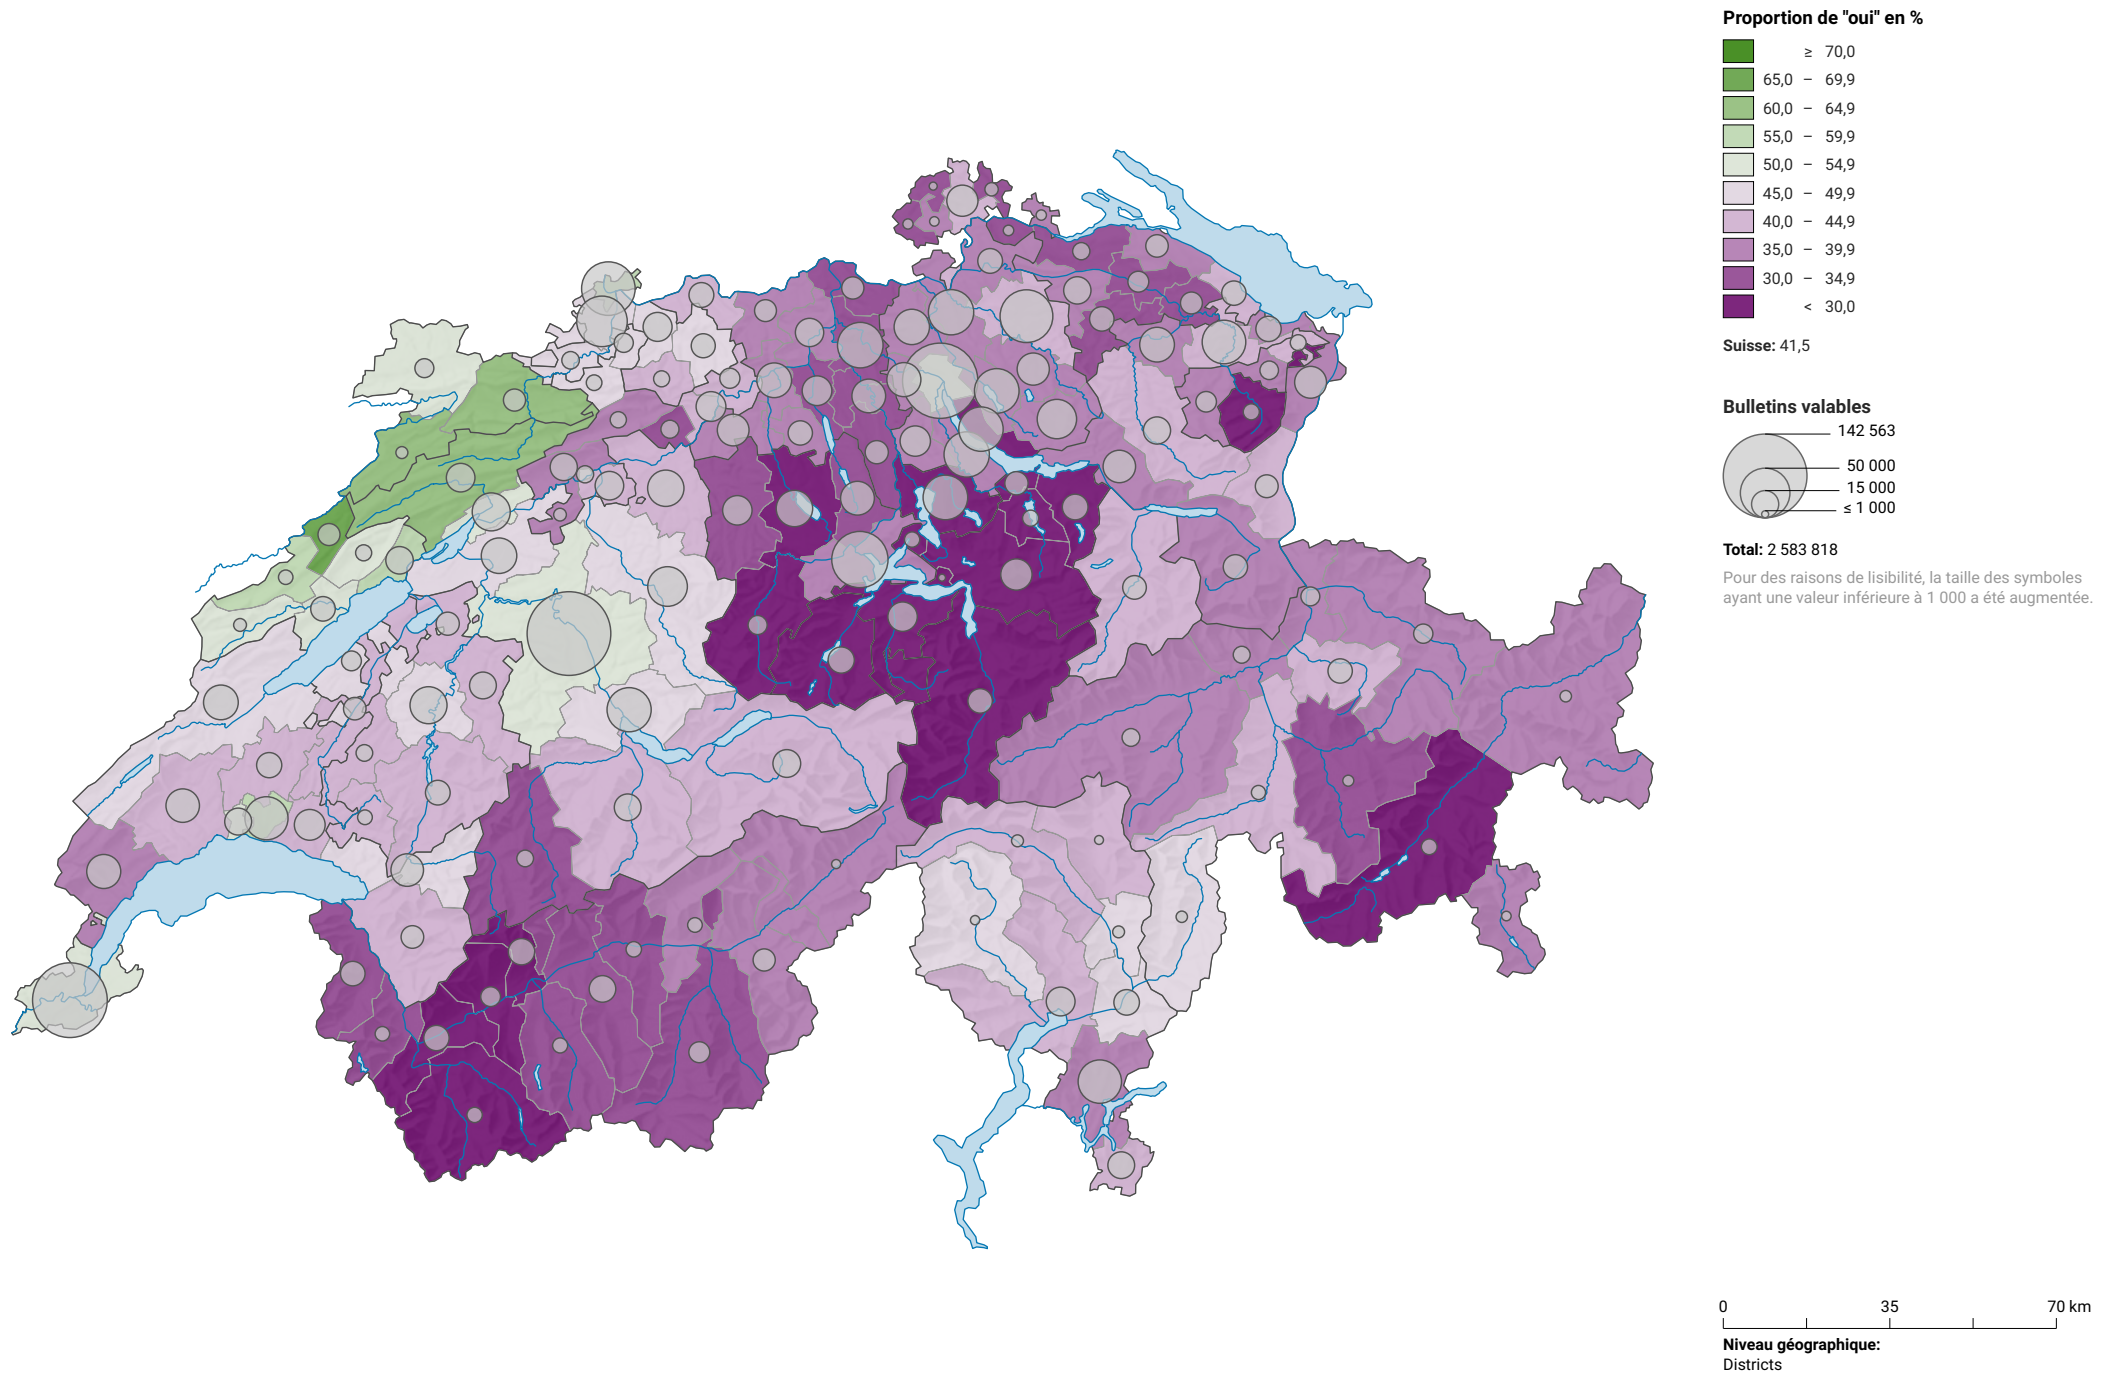 Proportion de "oui" en %
≥ 70,0
65,0 – 69,9
60,0 – 64,9
55,0 – 59,9
50,0 – 54,9
45,0 – 49,9
40,0 – 44,9
35,0 – 39,9
30,0 – 34,9
< 30,0
Suisse: 41,5
Bulletins valables
142 563
50 000
15 000
≤ 1 000
Total: 2 583 818
Pour des raisons de lisibilité, la taille des symboles
ayant une valeur inférieure à 1 000 a été augmentée.
0 35 70 km
Niveau géographique:
Districts